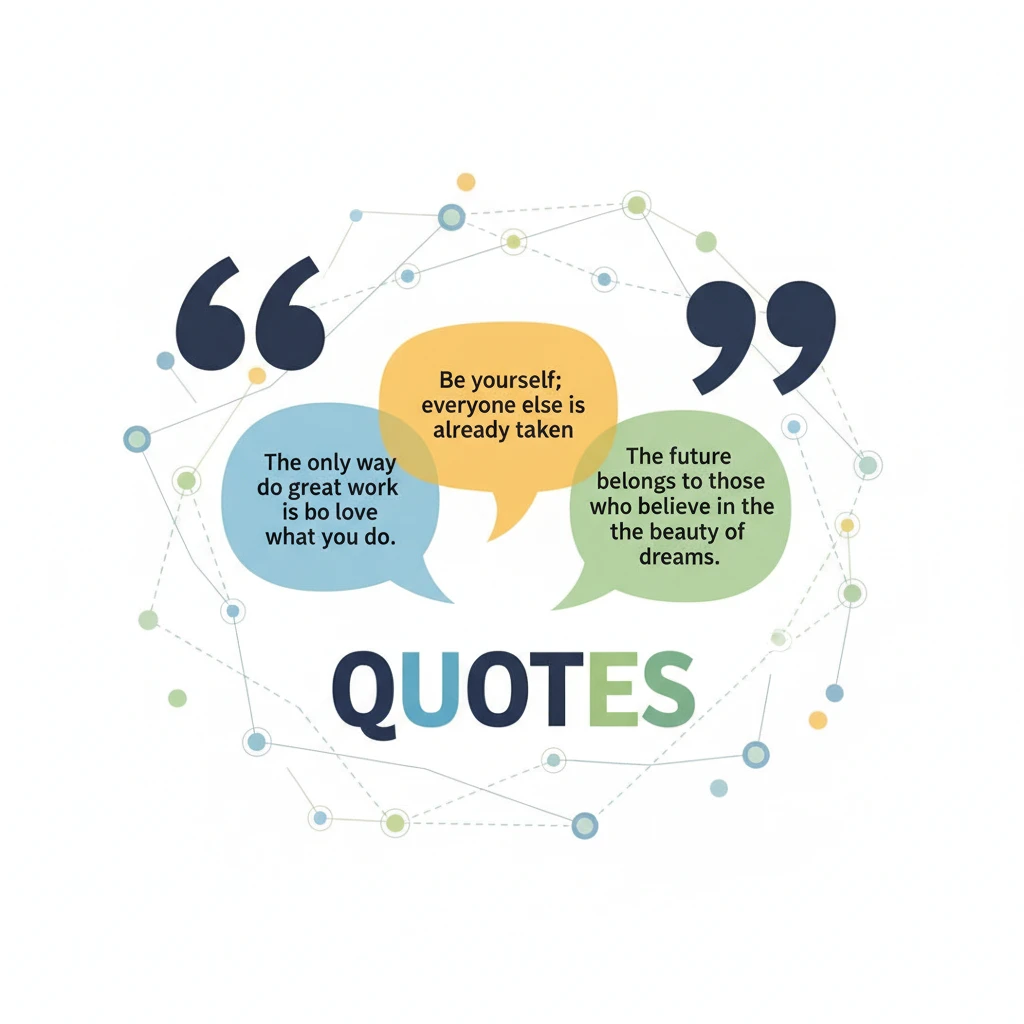 “
”
Be yourself;
everyone else is
already taken
The only way
do great work
is bo love
what you do.
The future
belongs to those
who believe in the
the beauty of
dreams.
QUOTES